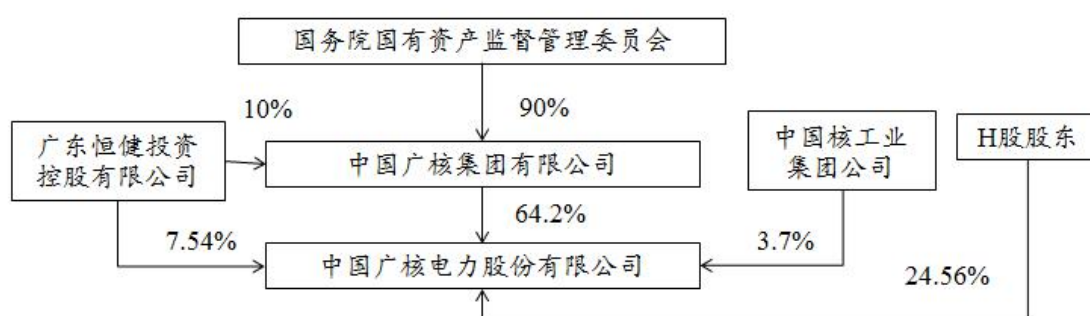 国务院国有资产监督管理委员会
10%
90%
广东恒健投资
控股有限公司
中国广核集团有限公司
中国核工业
集团公司
H股股东
64.2%
7.54%
3.7%
中国广核电力股份有限公司
24.56%